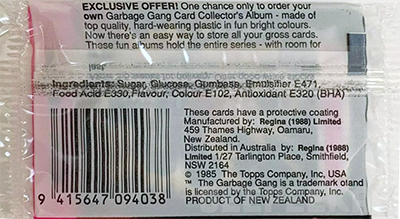 EXCLUSIVE OFFER! One chance only to order your
own Garbage Gang Card Collector's Album - made of
top quality, hard-wearing plastic in fun bright colours.
Now there's an easy way to store all your gross cards.
These fun albums hold the entire series - with room for
Ingredients: Sugar, Glucose, Gumbase, Emulsifier E471,
Food Acid E330, Flavour, Colour E102, Antioxidant E320 (BHA)
These cards have a protective coating
Manufactured by: Regina (1988) Limited
459 Thames Highway, Oamaru,
New Zealand.
Distributed in Australia by: Regina (1988)
Limited 1/27 Tarlington Place, Smithfield,
NSW 2164
© 1985 The Topps Company, Inc, USA
™ The Garbage Gang is a trademark of and
is licensed by the Topps Company, Inc.
PRODUCT OF NEW ZEALAND
9 415647 094038